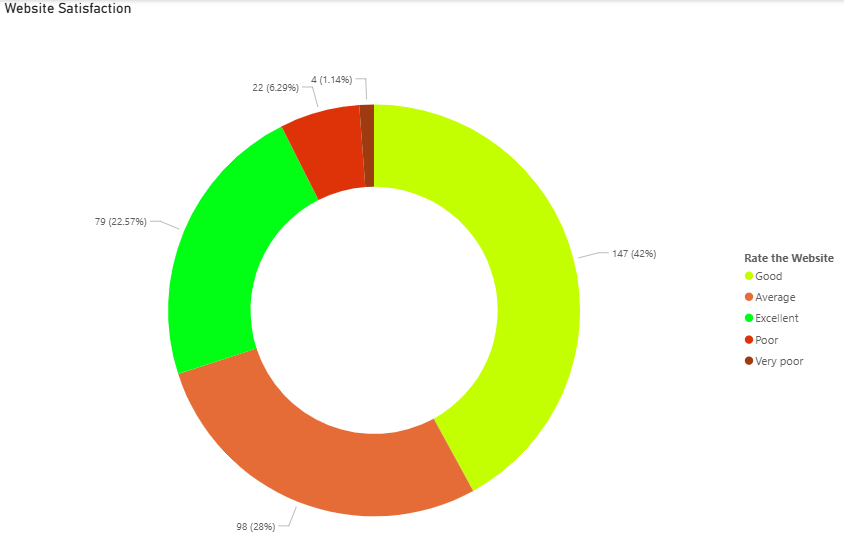 Website Satisfaction
4 (1.14%)
22 (6.29%)
79 (22.57%)
147 (42%)
98 (28%)
Rate the Website
Good
Average
Excellent
Poor
Very poor